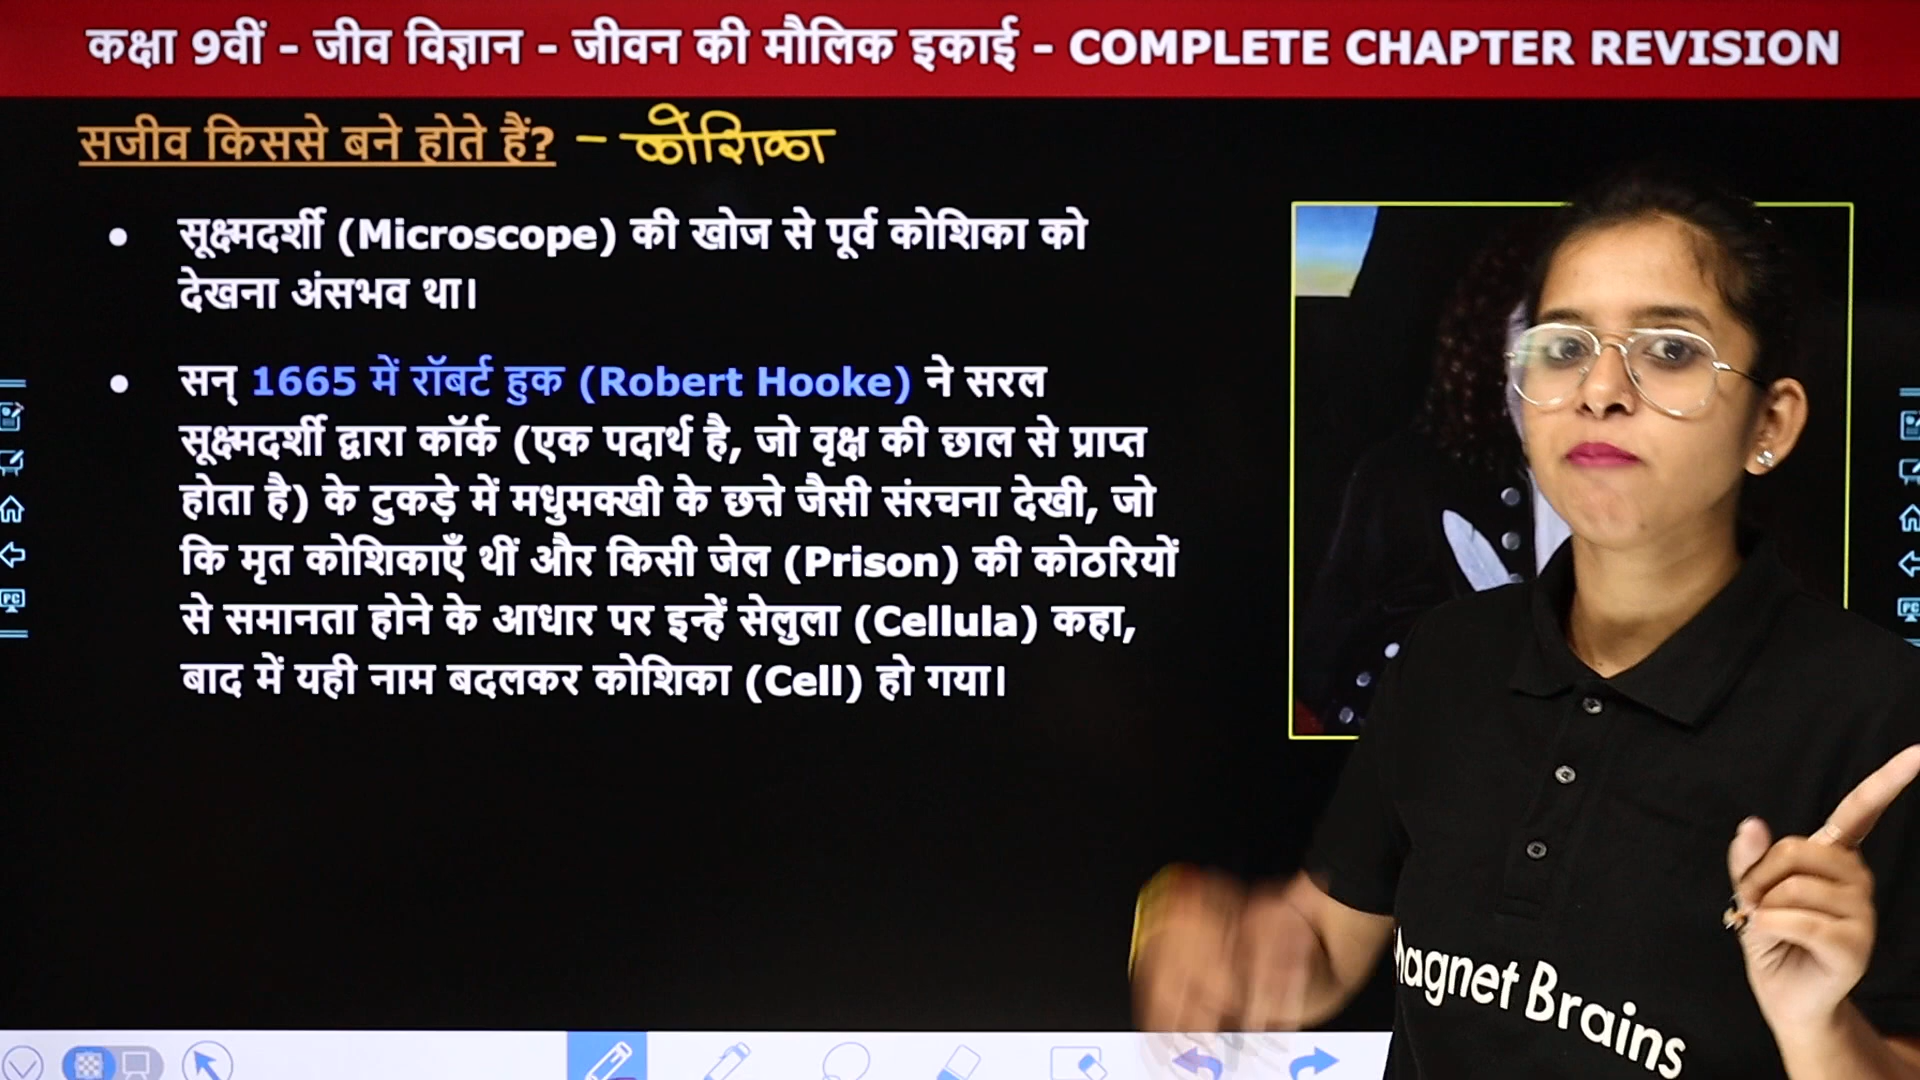 कक्षा 9वीं - जीव विज्ञान - जीवन की मौलिक इकाई - COMPLETE CHAPTER REVISION
सजीव किससे बने होते हैं? - कोशिका
सूक्ष्मदर्शी (Microscope) की खोज से पूर्व कोशिका को
देखना अंसभव था।
सन् 1665 में रॉबर्ट हुक (Robert Hooke) ने सरल
सूक्ष्मदर्शी द्वारा कॉर्क (एक पदार्थ है, जो वृक्ष की छाल से प्राप्त
होता है) के टुकड़े में मधुमक्खी के छत्ते जैसी संरचना देखी, जो
कि मृत कोशिकाएँ थीं और किसी जेल (Prison) की कोठरियों
से समानता होने के आधार पर इन्हें सेलुला (Cellula) कहा,
बाद में यही नाम बदलकर कोशिका (Cell) हो गया।
PC
PC
agnet Brains